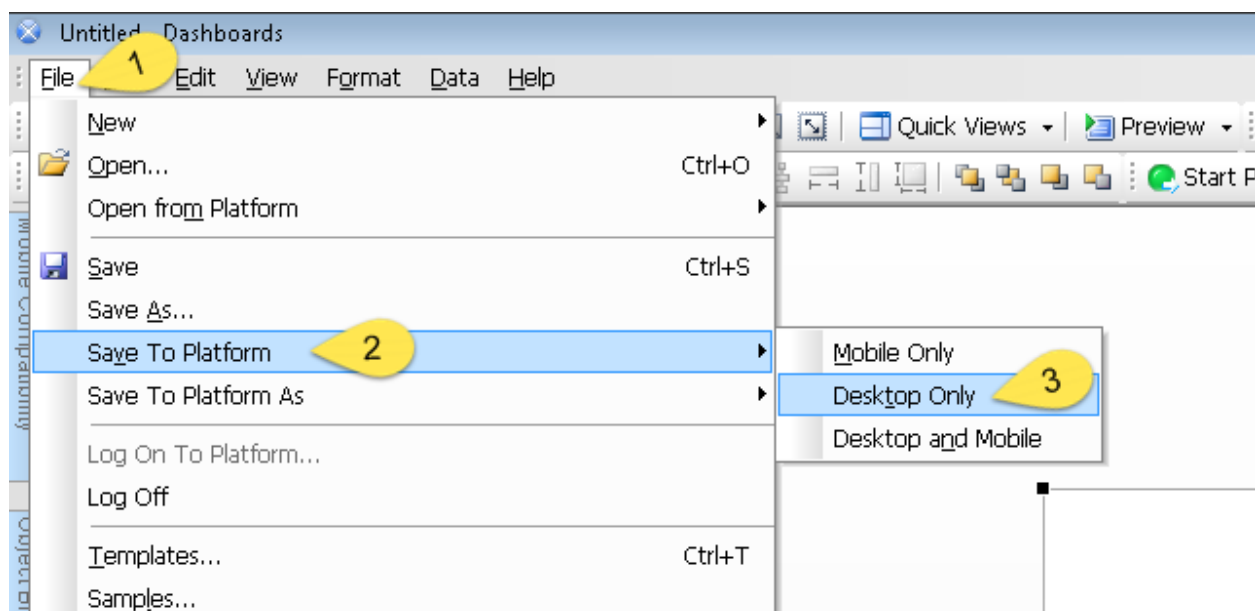 Untitled Dashboards
1
File Edit View Format Data Help
New
Quick Views
Preview
Open... Ctrl+O
Start P
Open from Platform
Mobile Compatibility
Save Ctrl+S
Save As...
Save To Platform 2
Mobile Only
Save To Platform As
Desktop Only 3
Desktop and Mobile
Log On To Platform...
Log Off
Templates... Ctrl+T
Samples...